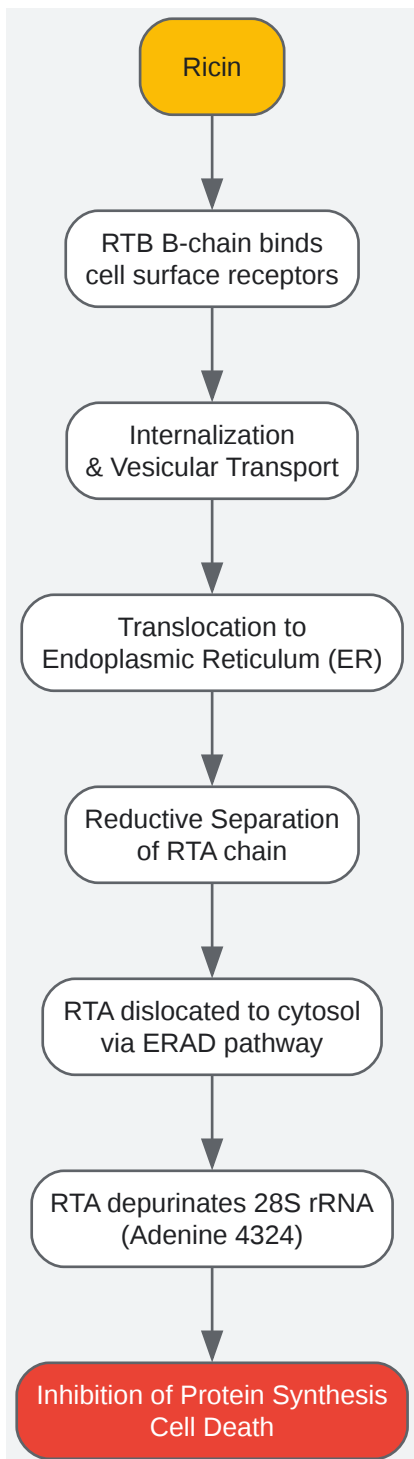 Ricin
RTB B-chain binds
cell surface receptors
Internalization
& Vesicular Transport
Translocation to
Endoplasmic Reticulum (ER)
Reductive Separation
of RTA chain
RTA dislocated to cytosol
via ERAD pathway
RTA depurinates 28S rRNA
(Adenine 4324)
Inhibition of Protein Synthesis
Cell Death